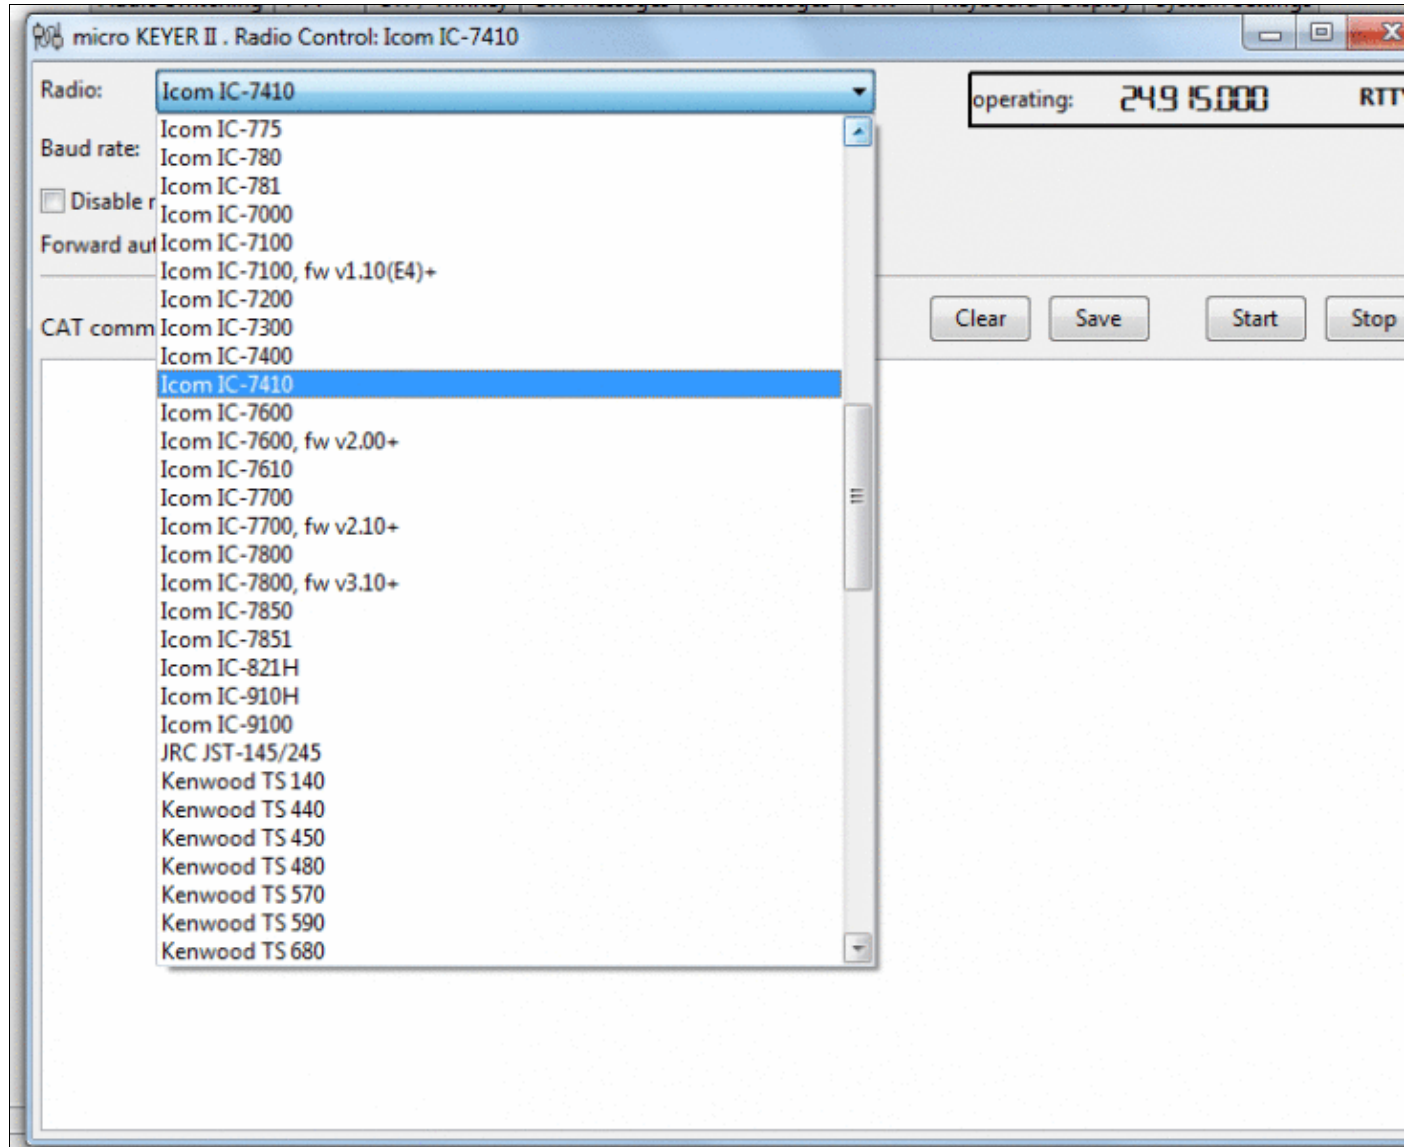 micro KEYER II . Radio Control: Icom IC-7410
Radio: Icom IC-7410
operating: 24.915.000 RTTY
Icom IC-775
Baud rate:
Icom IC-780
Icom IC-781
Disable r
Icom IC-7000
Icom IC-7100
Forward aut
Icom IC-7100, fw v1.10(E4)+
Icom IC-7200
CAT comm
Icom IC-7300
Clear Save Start Stop
Icom IC-7400
Icom IC-7410
Icom IC-7600
Icom IC-7600, fw v2.00+
Icom IC-7610
Icom IC-7700
Icom IC-7700, fw v2.10+
Icom IC-7800
Icom IC-7800, fw v3.10+
Icom IC-7850
Icom IC-7851
Icom IC-821H
Icom IC-910H
Icom IC-9100
JRC JST-145/245
Kenwood TS 140
Kenwood TS 440
Kenwood TS 450
Kenwood TS 480
Kenwood TS 570
Kenwood TS 590
Kenwood TS 680